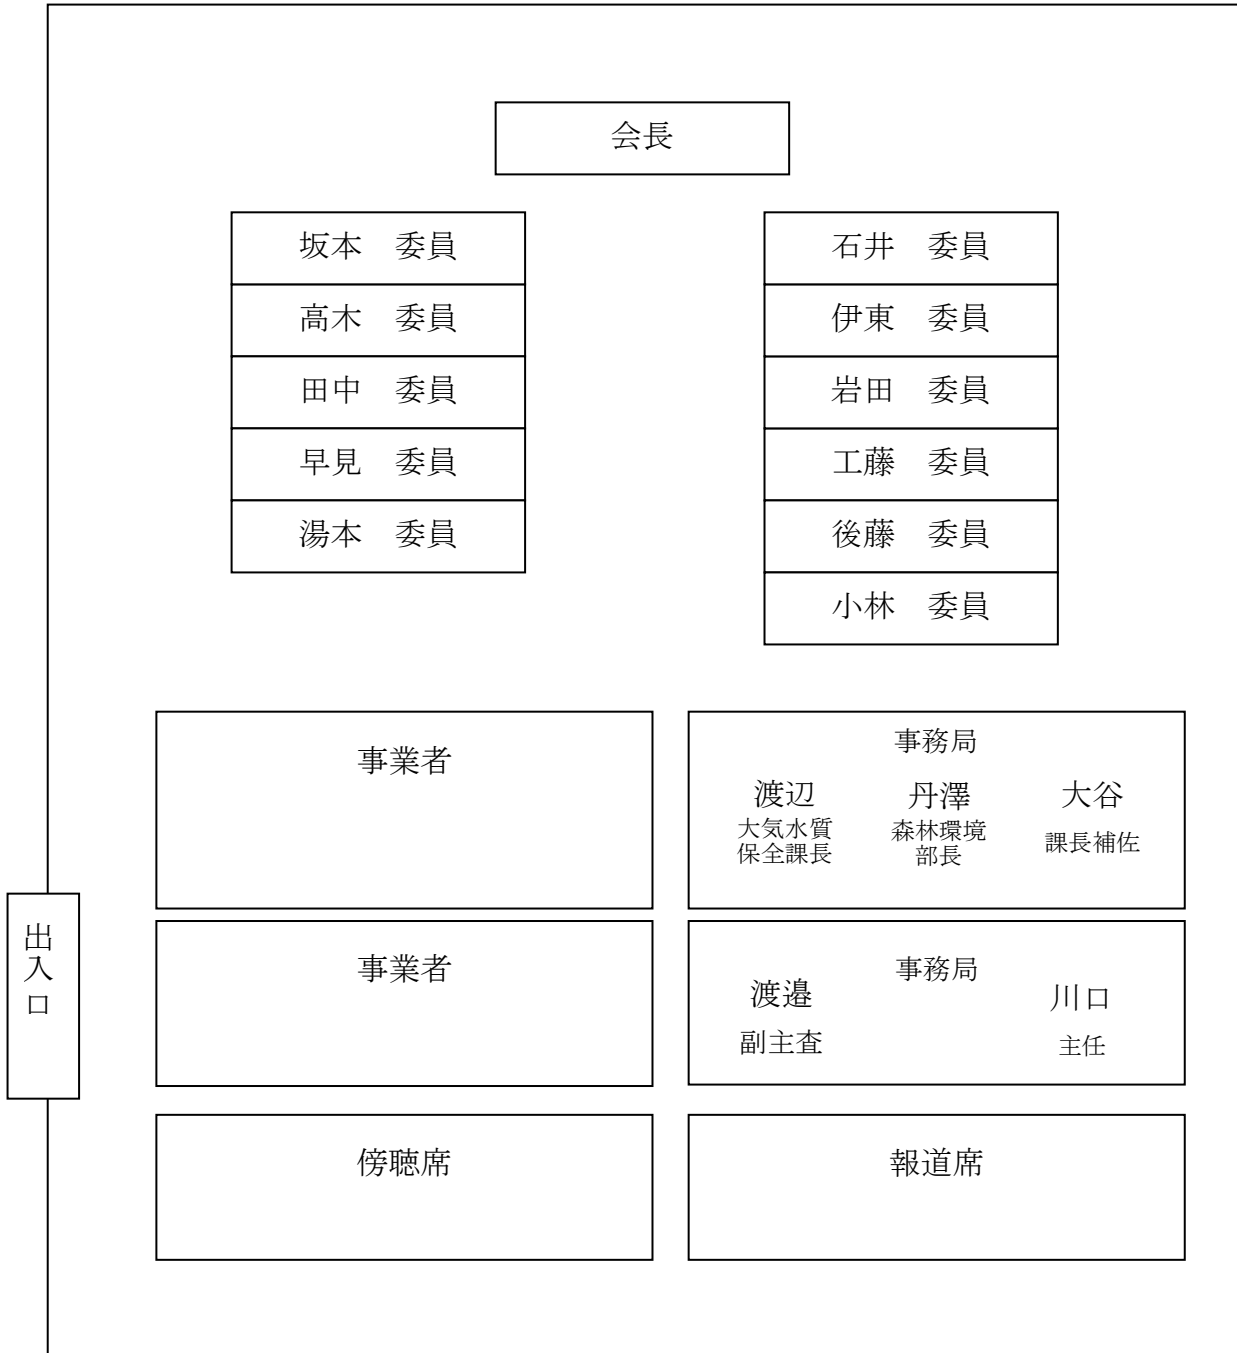 会長
坂本　委員
高木　委員
田中　委員
早見　委員
湯本　委員
石井　委員
伊東　委員
岩田　委員
工藤　委員
後藤　委員
小林　委員
事業者
事務局
渡辺
大気水質
保全課長
丹澤
森林環境
部長
大谷
課長補佐
出入口
事業者
事務局
渡邉
副主査
川口
主任
傍聴席
報道席